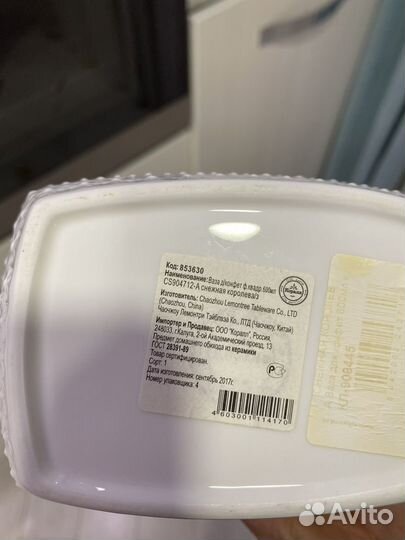 Код: 853630
Наименование: Ваза д/конфет ф.квадр 600мл
CS904712-A снежная королева/з
Изготовитель: Chaozhou Lemontree Tableware Co., LTD
(Chaozhou, China)
Чаочжоу Лемонтри Тэйблвэа Ко., ЛТД (Чаочжоу, Китай)
Импортер и Продавец: ООО "Коралл", Россия,
248033, г.Калуга, 2-ой Академический проезд, 13
Предмет домашнего обихода из керамики
ГОСТ 28391-89
Товар сертифицирован.
Сорт: 1
Дата изготовления: сентябрь 2017г.
Номер упаковщика: 4
4603001114170
Коралл
Avito